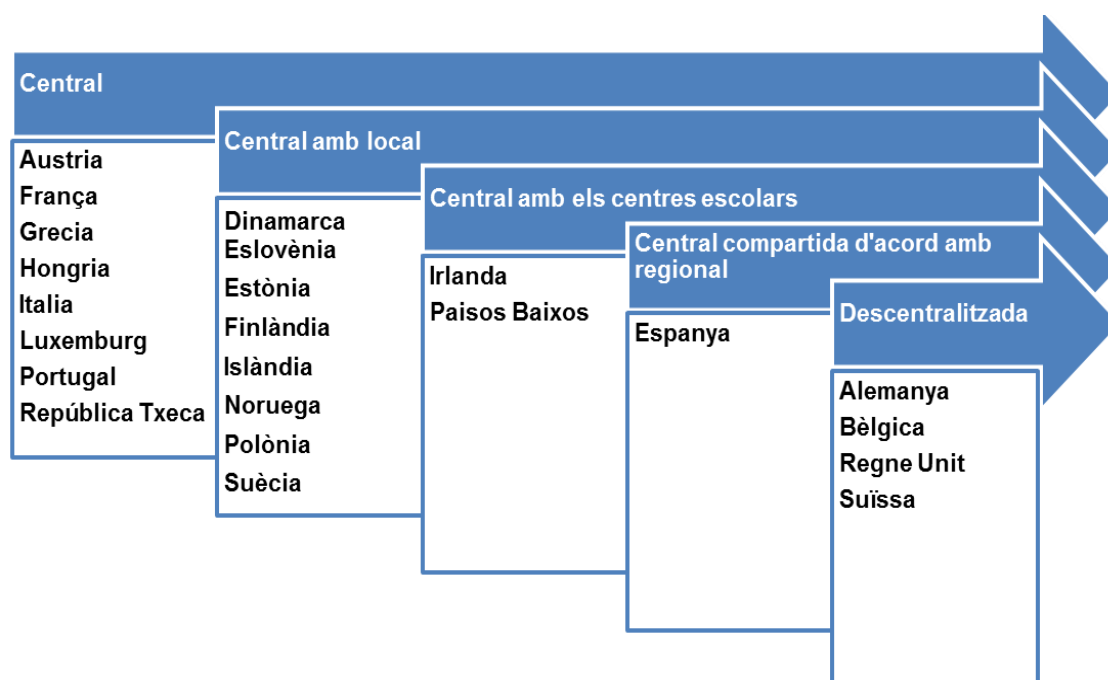 Central
Austria
França
Grecia
Hongria
Italia
Luxemburg
Portugal
República Txeca
Central amb local
Dinamarca
Eslovènia
Estònia
Finlàndia
Islàndia
Noruega
Polònia
Suècia
Central amb els centres escolars
Irlanda
Paisos Baixos
Central compartida d'acord amb
regional
Espanya
Descentralitzada
Alemanya
Bèlgica
Regne Unit
Suïssa